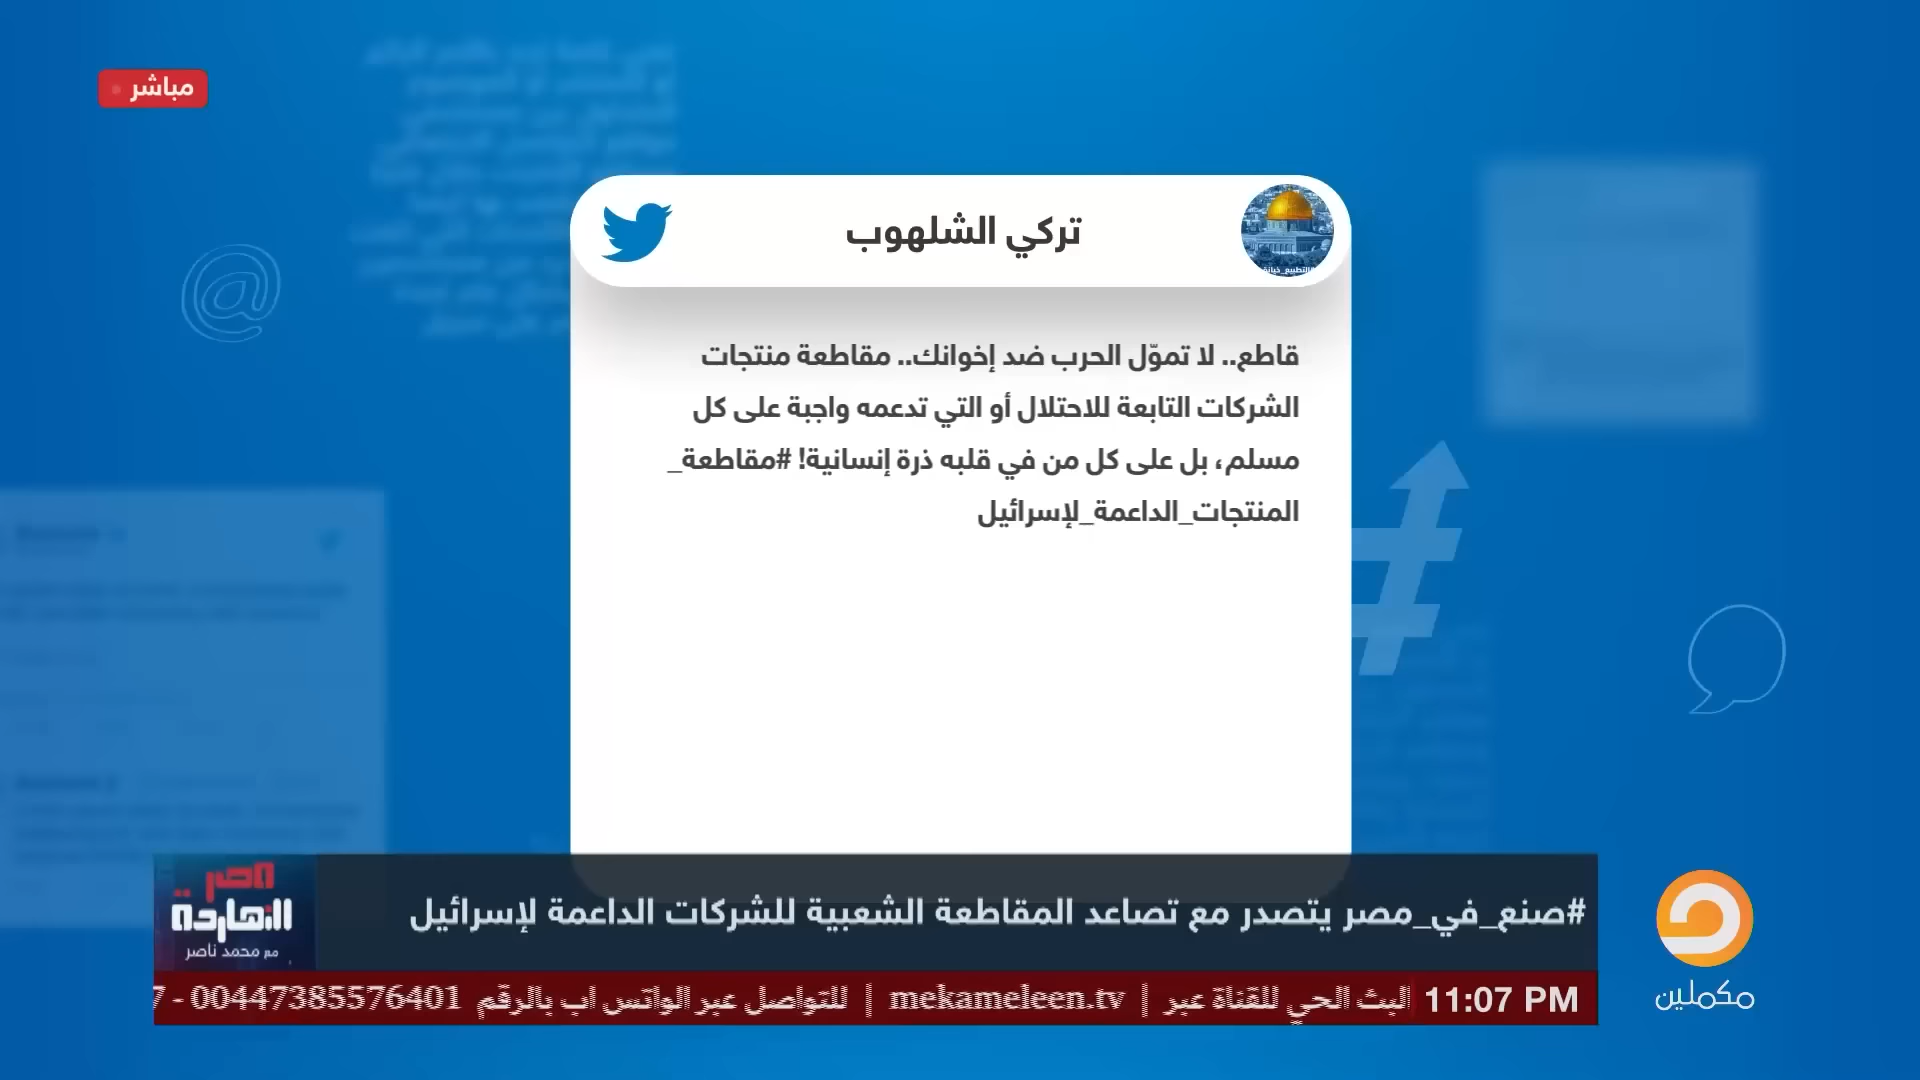 مباشر
تركي الشلهوب
قاطع.. لا تموّل الحرب ضد إخوانك.. مقاطعة منتجات
الشركات التابعة للاحتلال أو التي تدعمه واجبة على كل
مسلم، بل على كل من في قلبه ذرة إنسانية! #مقاطعة_
المنتجات_الداعمة_لإسرائيل
#صنع_في_مصر يتصدر مع تصاعد المقاطعة الشعبية للشركات الداعمة لإسرائيل
مصر
النهاردة
مع محمد ناصر
11:07 PM
البث الحي للقناة عبر | mekameleen.tv | للتواصل عبر الواتس اب بالرقم 00447385576401 - 7
مكملين